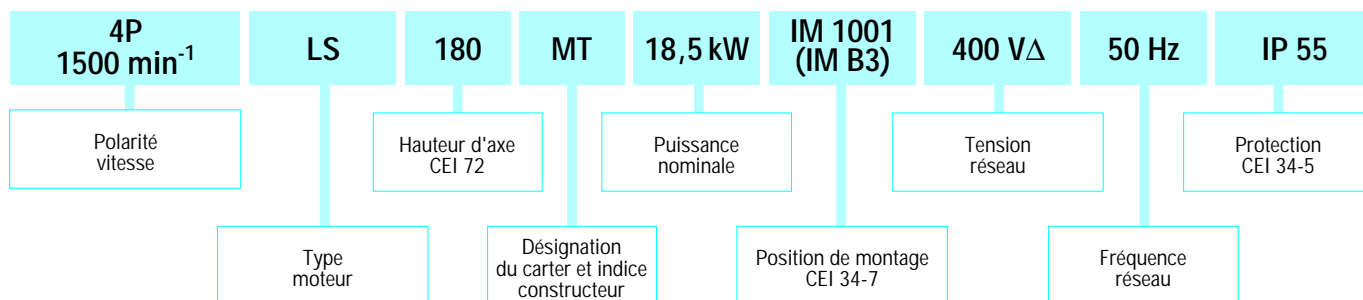 4P
1500 min-1
LS
180
MT
18,5 kW
IM 1001
(IM B3)
400 V∆
50 Hz
IP 55
Polarité
vitesse
Hauteur d'axe
CEI 72
Puissance
nominale
Tension
réseau
Protection
CEI 34-5
Type
moteur
Désignation
du carter et indice
constructeur
Position de montage
CEI 34-7
Fréquence
réseau